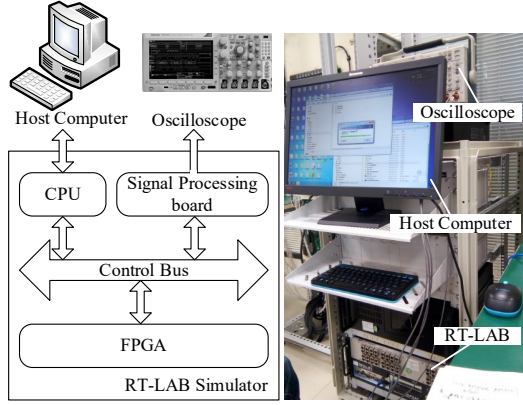 Host Computer
Oscilloscope
CPU
Signal Processing
board
Control Bus
FPGA
RT-LAB Simulator
Oscilloscope
Host Computer
RT-LAB